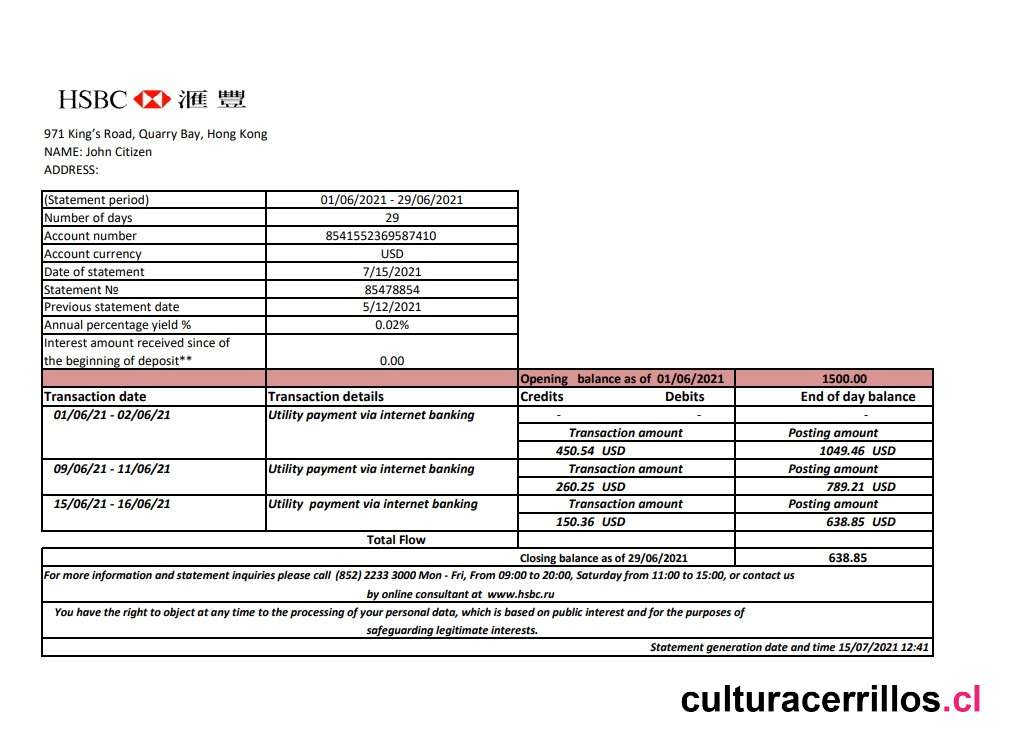 HSBC 滙豐
971 King's Road, Quarry Bay, Hong Kong
NAME: John Citizen
ADDRESS:
(Statement period) 01/06/2021 - 29/06/2021
Number of days 29
Account number 8541552369587410
Account currency USD
Date of statement 7/15/2021
Statement № 85478854
Previous statement date 5/12/2021
Annual percentage yield % 0.02%
Interest amount received since of
the beginning of deposit** 0.00
Opening balance as of 01/06/2021 1500.00
Transaction date Transaction details Credits Debits End of day balance
01/06/21 - 02/06/21 Utility payment via internet banking - - -
Transaction amount Posting amount
450.54 USD 1049.46 USD
09/06/21 - 11/06/21 Utility payment via internet banking Transaction amount Posting amount
260.25 USD 789.21 USD
15/06/21 - 16/06/21 Utility payment via internet banking Transaction amount Posting amount
150.36 USD 638.85 USD
Total Flow
Closing balance as of 29/06/2021 638.85
For more information and statement inquiries please call (852) 2233 3000 Mon - Fri, From 09:00 to 20:00, Saturday from 11:00 to 15:00, or contact us
by online consultant at www.hsbc.ru
You have the right to object at any time to the processing of your personal data, which is based on public interest and for the purposes of
safeguarding legitimate interests.
Statement generation date and time 15/07/2021 12:41
culturacerrillos.cl